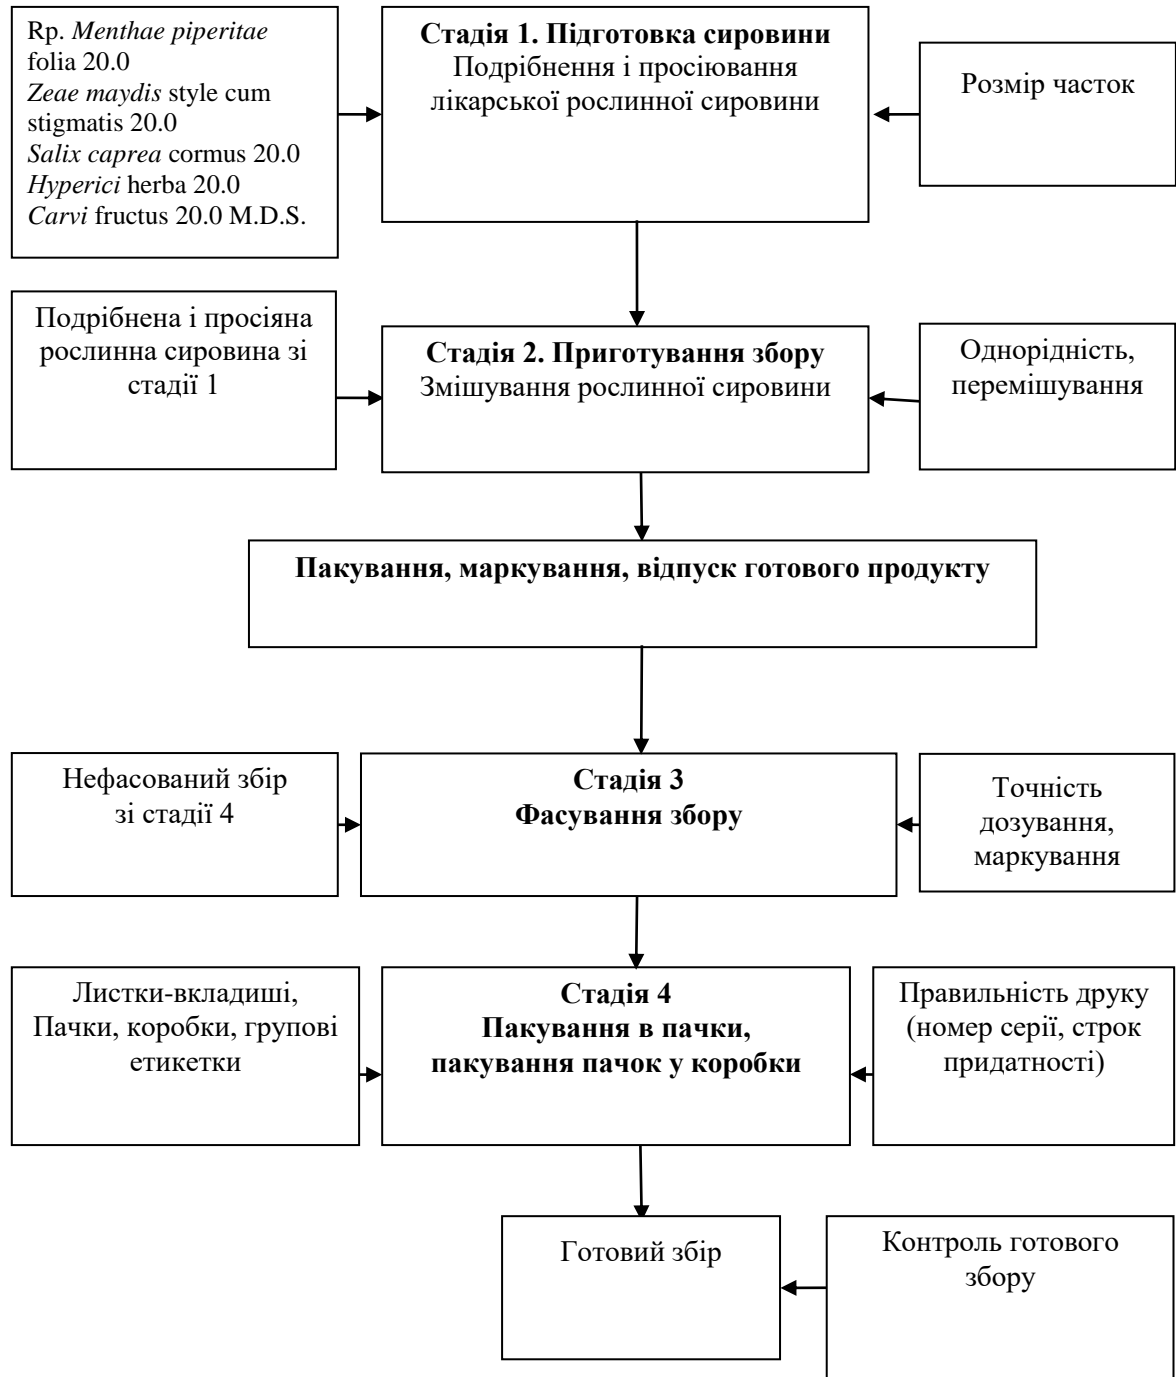 Rp. Menthae piperitae
folia 20.0
Zeae maydis style cum
stigmatis 20.0
Salix caprea cormus 20.0
Hyperici herba 20.0
Carvi fructus 20.0 M.D.S.
Стадія 1. Підготовка сировини
Подрібнення і просіювання
лікарської рослинної сировини
Розмір часток
Подрібнена і просіяна
рослинна сировина зі
стадії 1
Стадія 2. Приготування збору
Змішування рослинної сировини
Однорідність,
перемішування
Пакування, маркування, відпуск готового продукту
Нефасований збір
зі стадії 4
Стадія 3
Фасування збору
Точність
дозування,
маркування
Листки-вкладиші,
Пачки, коробки, групові
етикетки
Стадія 4
Пакування в пачки,
пакування пачок у коробки
Правильність друку
(номер серії, строк
придатності)
Готовий збір
Контроль готового
збору